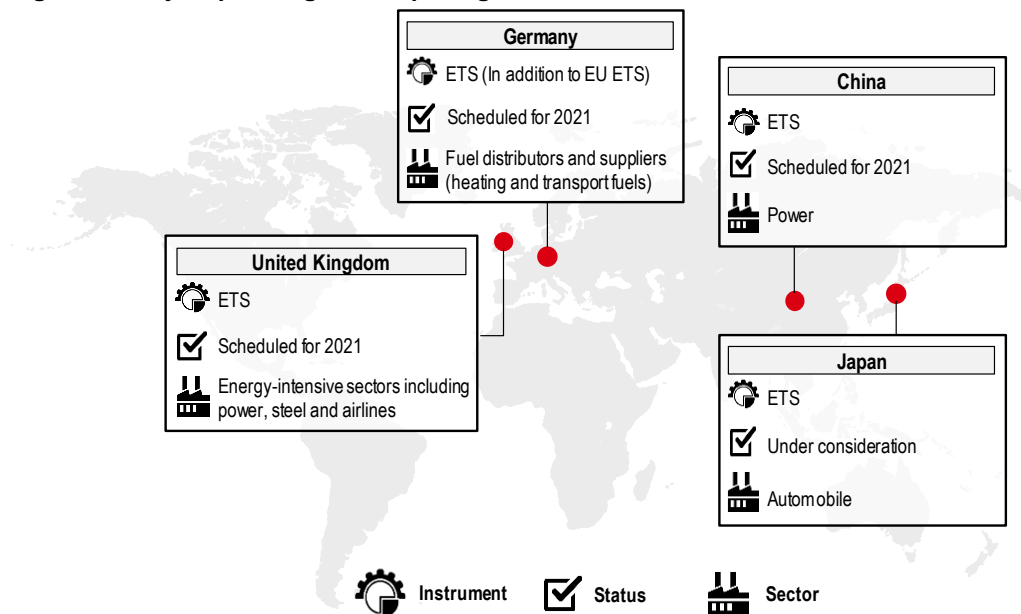 Germany
ETS (In addition to EU ETS)
Scheduled for 2021
Fuel distributors and suppliers
(heating and transport fuels)
China
ETS
Scheduled for 2021
Power
United Kingdom
ETS
Scheduled for 2021
Energy-intensive sectors including
power, steel and airlines
Japan
ETS
Under consideration
Automobile
Instrument
Status
Sector